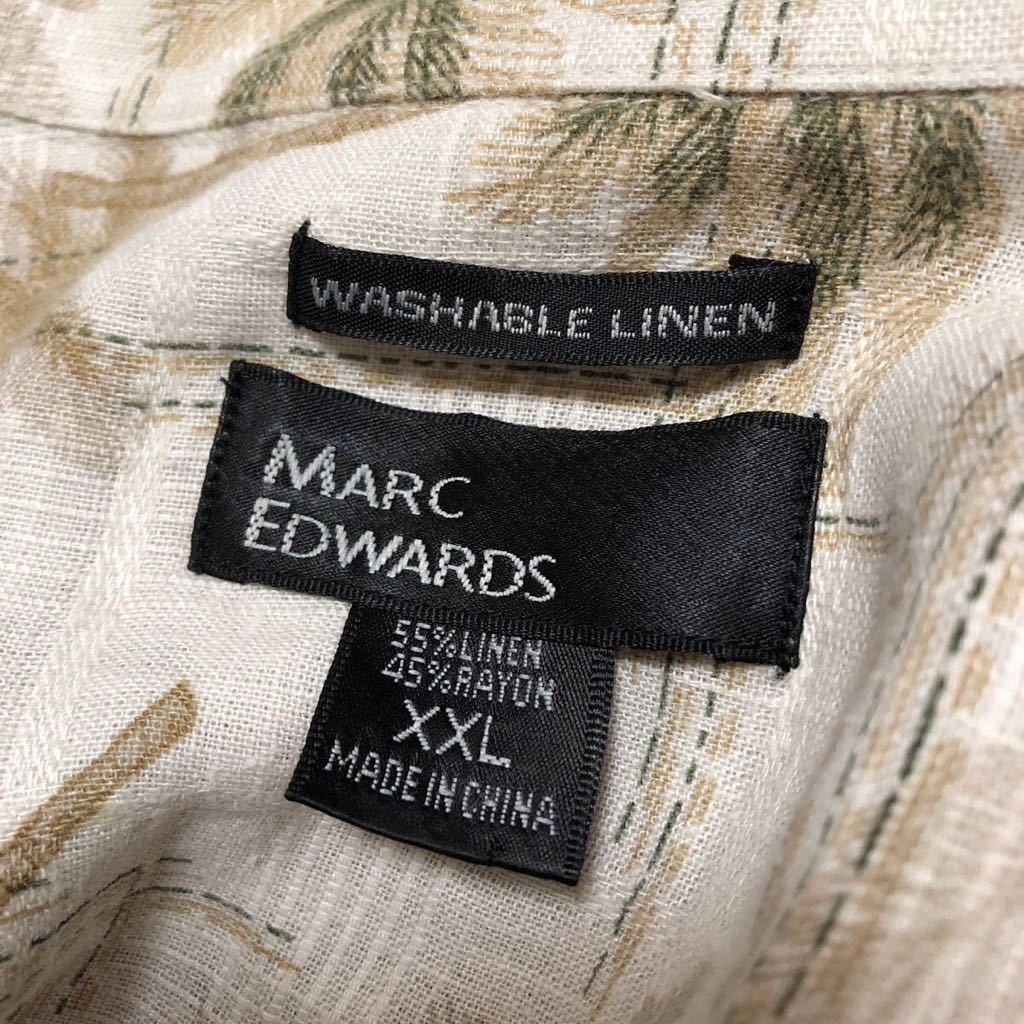 WASHABLE LINEN
MARC
EDWARDS
55%LINEN
45%RAYON
XXL
MADE IN CHINA